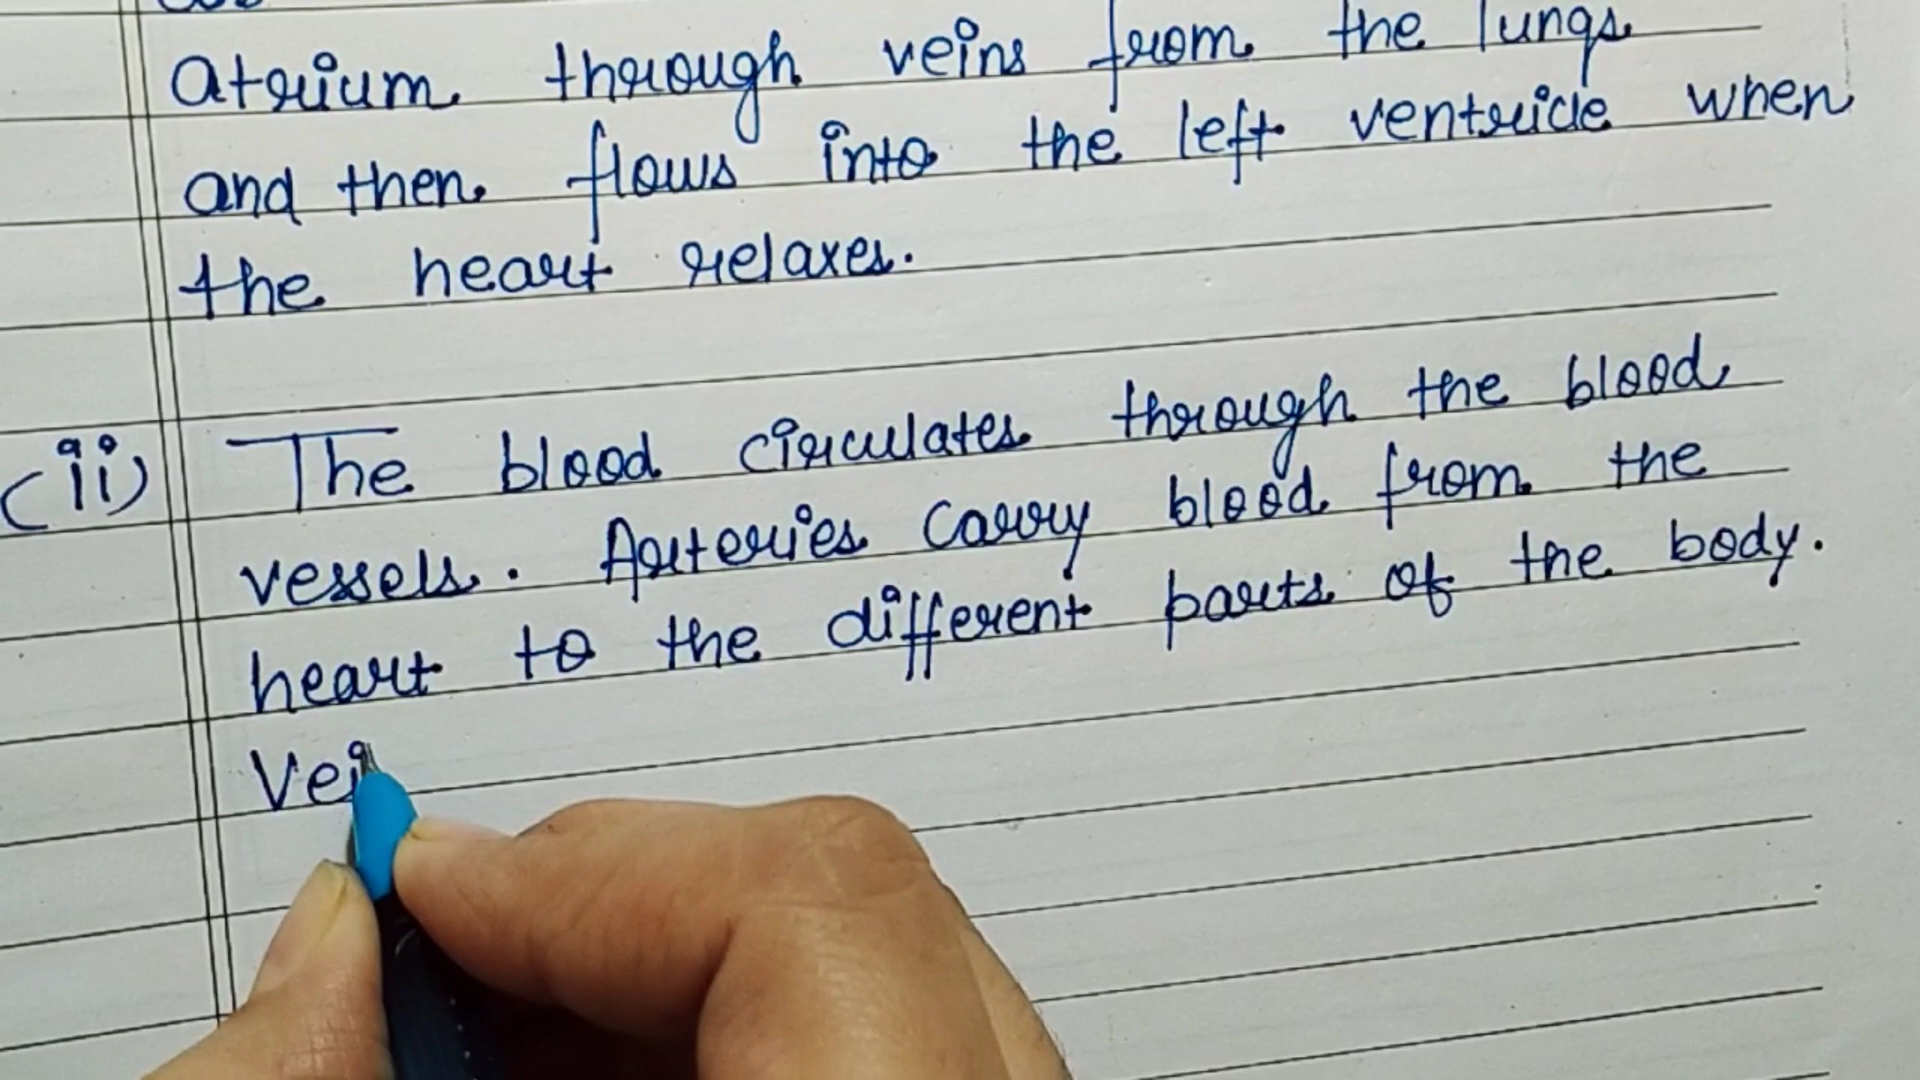 Atrium through veins from the lungs
and then flows into the left ventricle when
the heart relaxes.
(ii) The blood circulates through the blood
vessels. Arteries carry blood from the
heart to the different parts of the body.
Vei